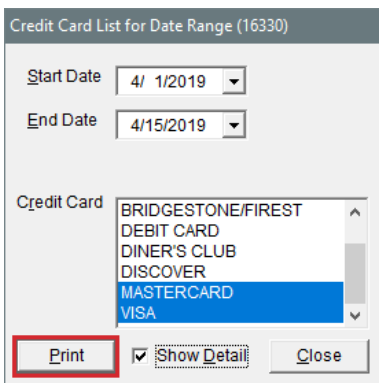 Credit Card List for Date Range (16330)
Start Date 4/ 1/2019
End Date 4/15/2019
Credit Card
BRIDGESTONE/FIREST
DEBIT CARD
DINER'S CLUB
DISCOVER
MASTERCARD
VISA
Print Show Detail Close